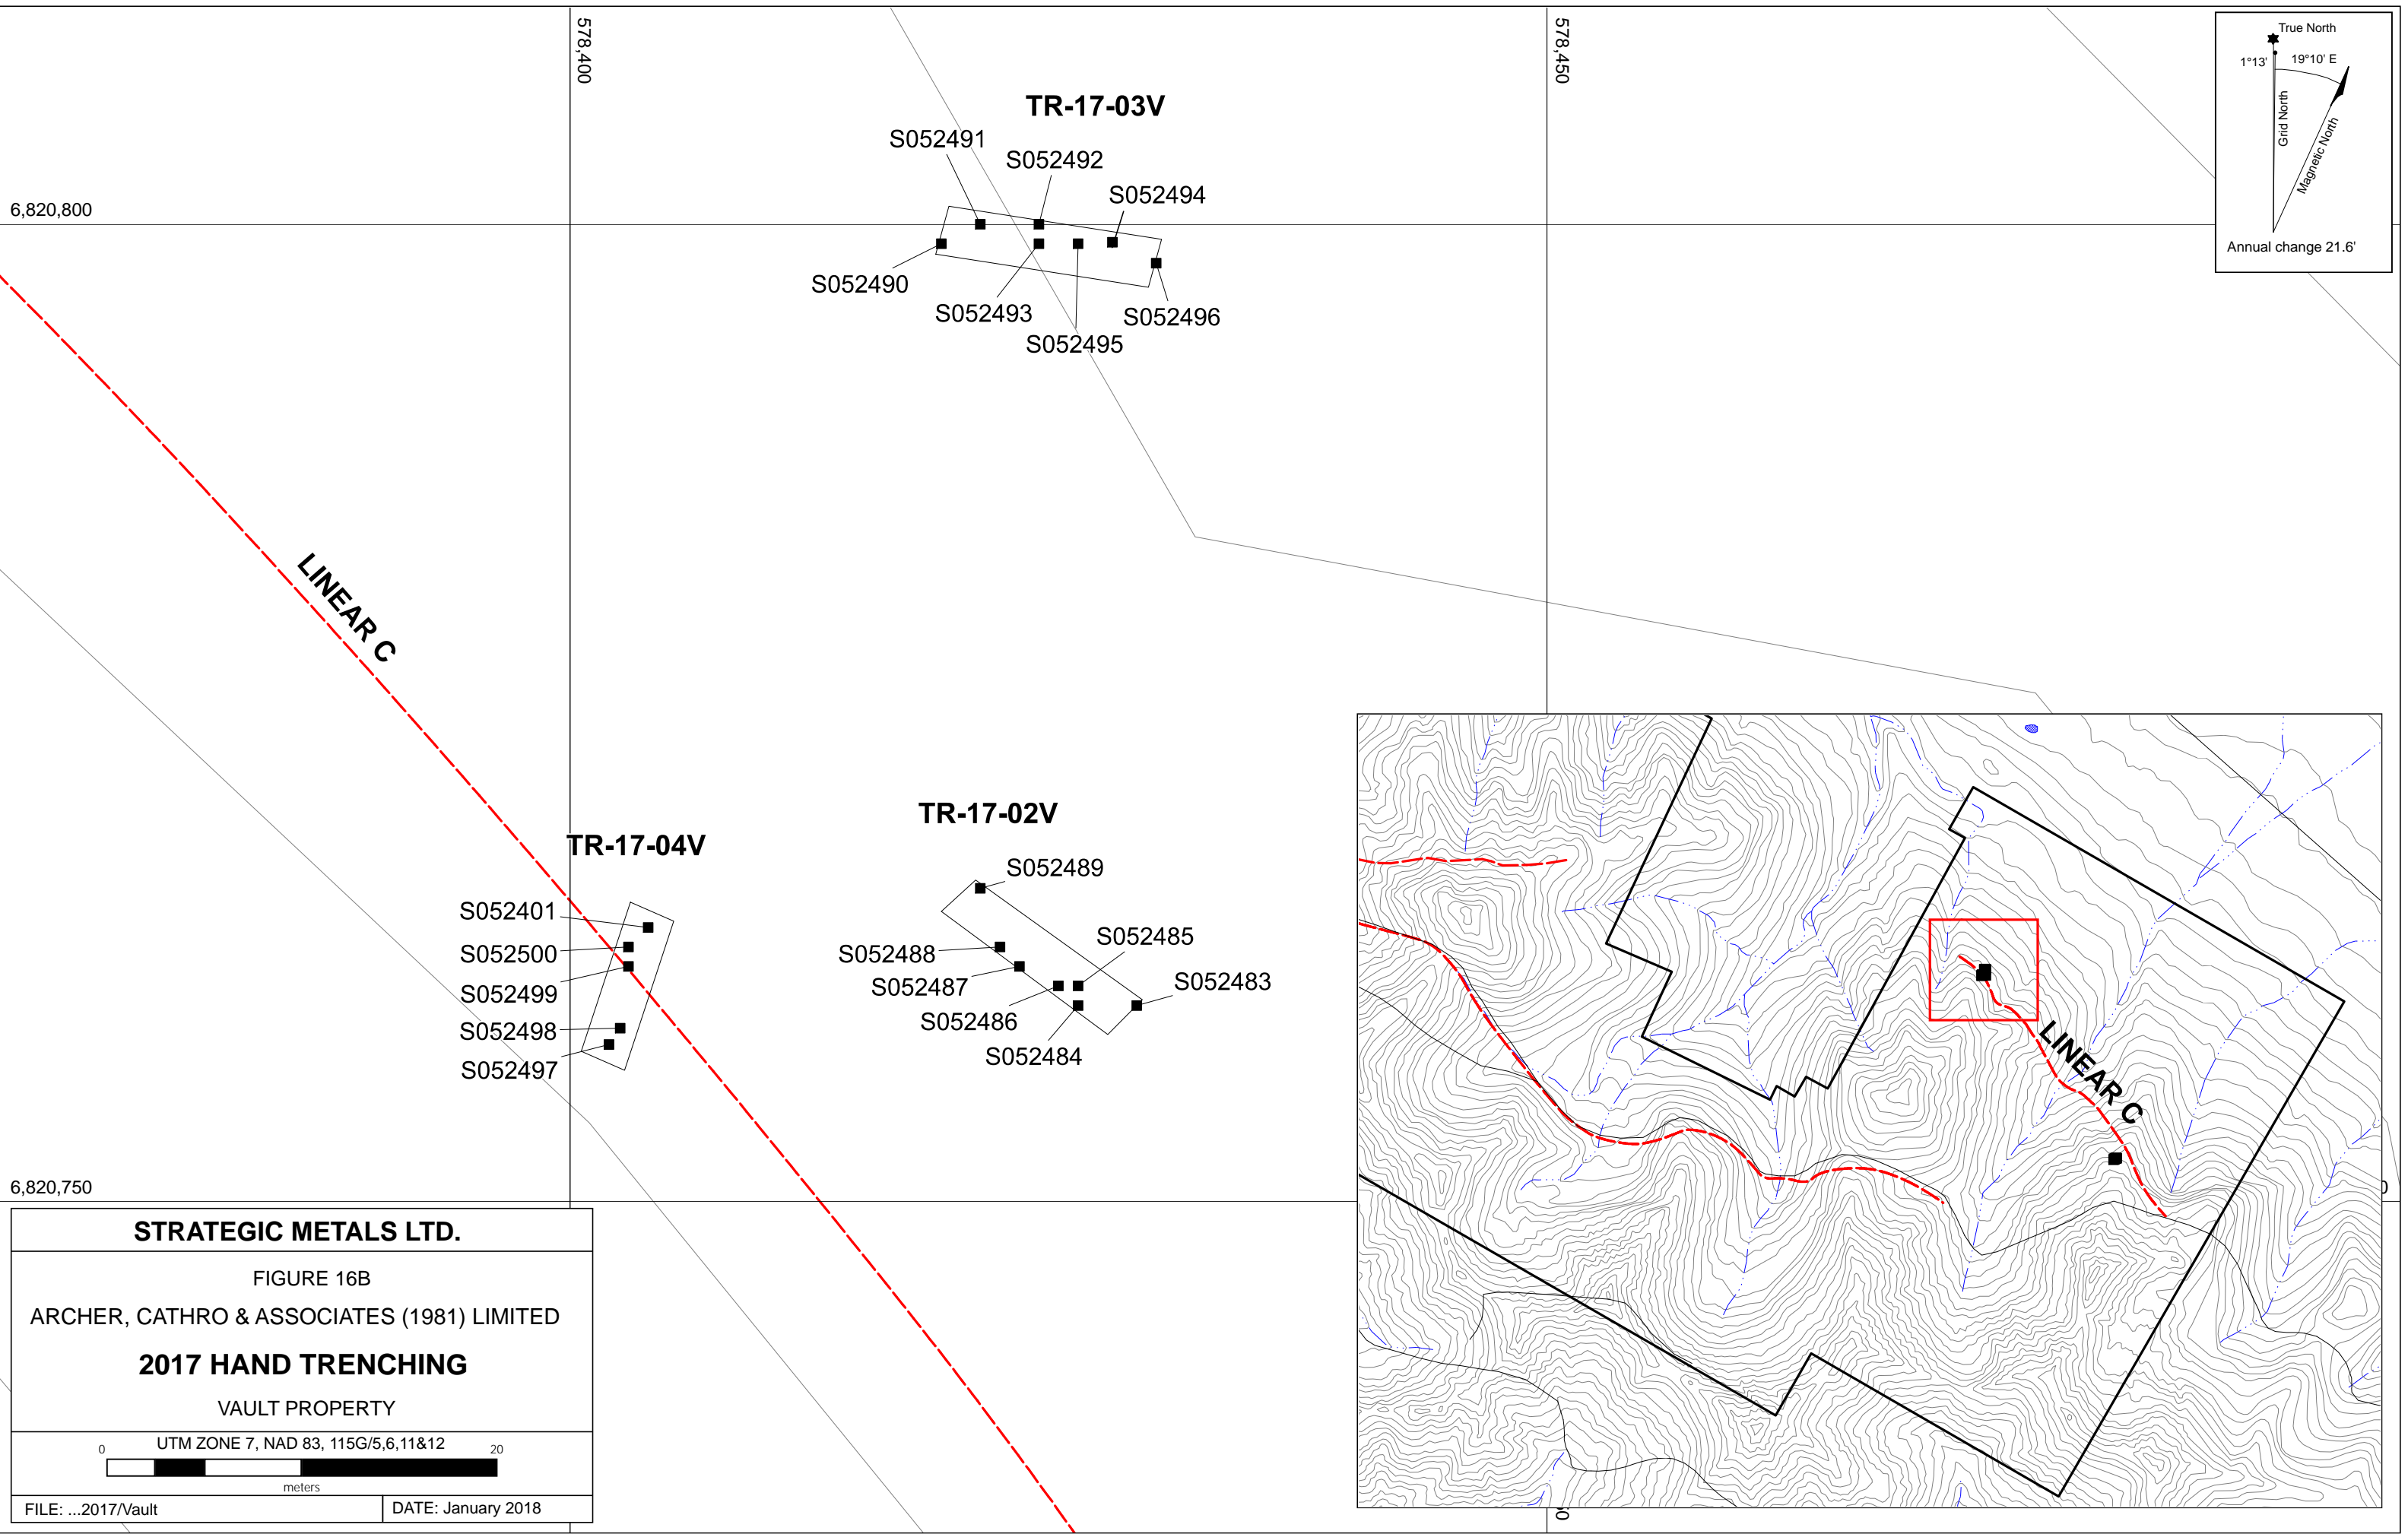 578,400
578,450
True North
1°13'
19°10' E
Grid North
Magnetic North
Annual change 21.6'
TR-17-03V
S052491
S052492
S052494
6,820,800
S052490
S052493
S052496
S052495
LINEAR C
TR-17-02V
TR-17-04V
S052489
S052401
S052485
S052500
S052488
S052483
S052487
S052499
S052486
S052498
S052484
S052497
LINEAR C
6,820,750
0
0
STRATEGIC METALS LTD.
FIGURE 16B
ARCHER, CATHRO & ASSOCIATES (1981) LIMITED
2017 HAND TRENCHING
VAULT PROPERTY
UTM ZONE 7, NAD 83, 115G/5,6,11&12
0 20
meters
FILE: ...2017/Vault
DATE: January 2018